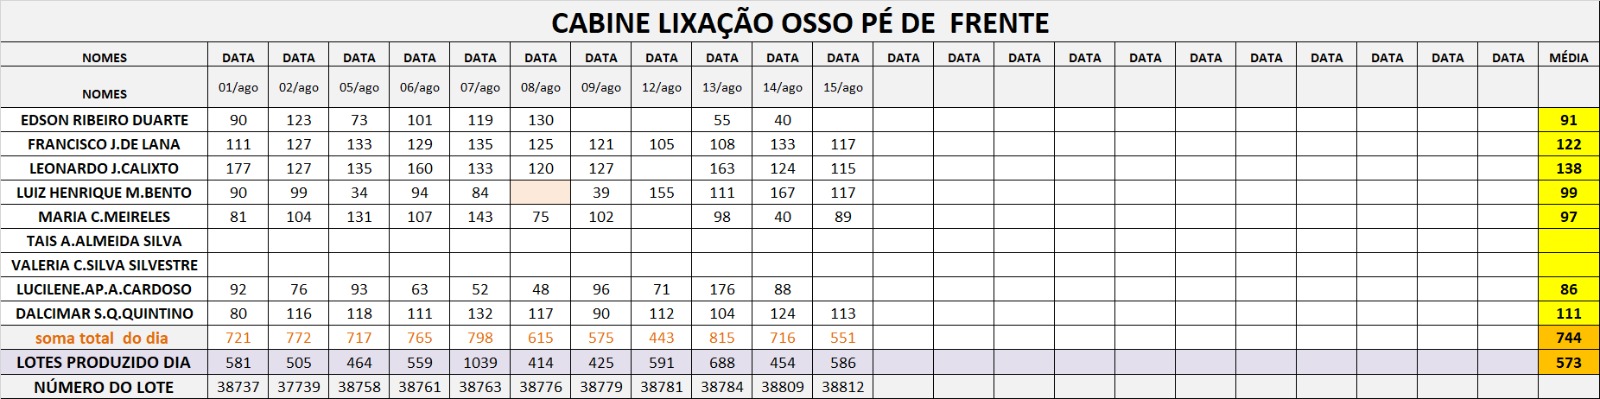 CABINE LIXAÇÃO OSSO PÉ DE  FRENTE
NOMES DATA DATA DATA DATA DATA DATA DATA DATA DATA DATA DATA DATA DATA DATA DATA DATA DATA DATA DATA DATA DATA DATA MÉDIA
NOMES 01/ago 02/ago 05/ago 06/ago 07/ago 08/ago 09/ago 12/ago 13/ago 14/ago 15/ago
EDSON RIBEIRO DUARTE 90 123 73 101 119 130 55 40 91
FRANCISCO J.DE LANA 111 127 133 129 135 125 121 105 108 133 117 122
LEONARDO J.CALIXTO 177 127 135 160 133 120 127 163 124 115 138
LUIZ HENRIQUE M.BENTO 90 99 34 94 84 39 155 111 167 117 99
MARIA C.MEIRELES 81 104 131 107 143 75 102 98 40 89 97
TAIS A.ALMEIDA SILVA
VALERIA C.SILVA SILVESTRE
LUCILENE.AP.A.CARDOSO 92 76 93 63 52 48 96 71 176 88 86
DALCIMAR S.Q.QUINTINO 80 116 118 111 132 117 90 112 104 124 113 111
soma total  do dia 721 772 717 765 798 615 575 443 815 716 551 744
LOTES PRODUZIDO DIA 581 505 464 559 1039 414 425 591 688 454 586 573
NÚMERO DO LOTE 38737 37739 38758 38761 38763 38776 38779 38781 38784 38809 38812